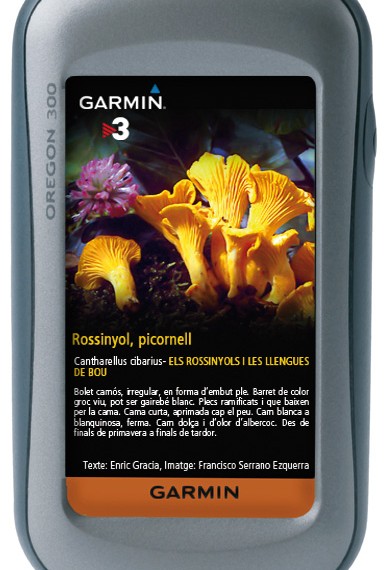 OREGON 300
GARMIN
3
Rossinyol, picornell
Cantharellus cibarius- ELS ROSSINYOLS I LES LLENGUES
DE BOU
Bolet carnós, irregular, en forma d'embut ple. Barret de color
groc viu, pot ser gairebé blanc. Plecs ramificats i que baixen
per la cama. Cama curta, aprimada cap el peu. Carn blanca a
blanquinosa, ferma. Carn dolça i d'olor d'albercoc. Des de
finals de primavera a finals de tardor.
Texte: Enric Gracia, Imatge: Francisco Serrano Ezquerra
GARMIN